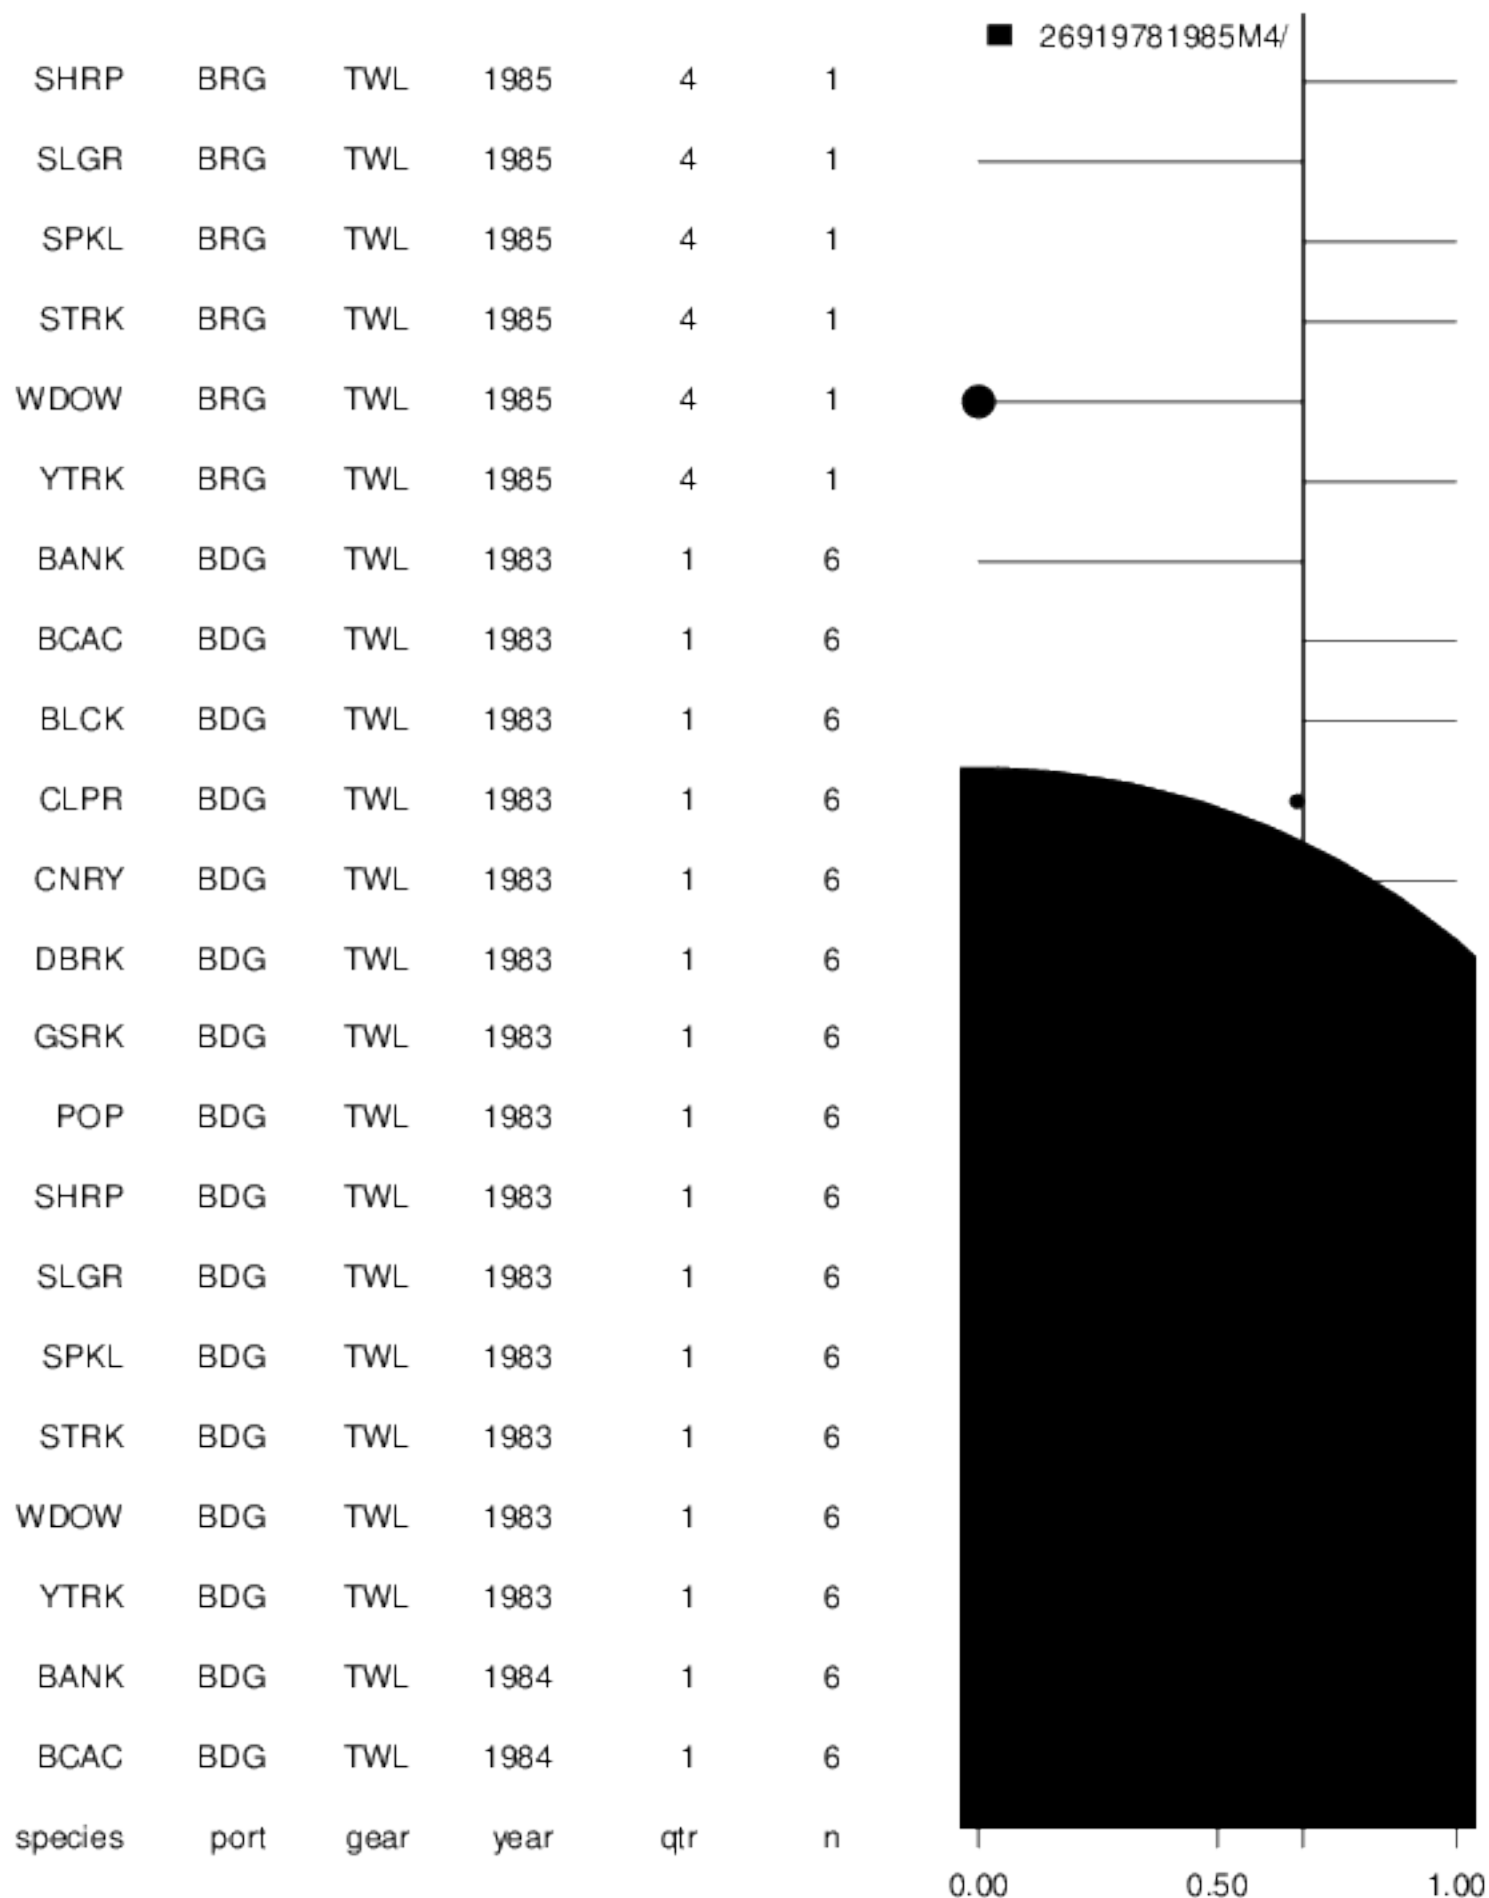 26919781985M4/
SHRP BRG TWL 1985 4 1
SLGR BRG TWL 1985 4 1
SPKL BRG TWL 1985 4 1
STRK BRG TWL 1985 4 1
WDOW BRG TWL 1985 4 1
YTRK BRG TWL 1985 4 1
BANK BDG TWL 1983 1 6
BCAC BDG TWL 1983 1 6
BLCK BDG TWL 1983 1 6
CLPR BDG TWL 1983 1 6
CNRY BDG TWL 1983 1 6
DBRK BDG TWL 1983 1 6
GSRK BDG TWL 1983 1 6
POP BDG TWL 1983 1 6
SHRP BDG TWL 1983 1 6
SLGR BDG TWL 1983 1 6
SPKL BDG TWL 1983 1 6
STRK BDG TWL 1983 1 6
WDOW BDG TWL 1983 1 6
YTRK BDG TWL 1983 1 6
BANK BDG TWL 1984 1 6
BCAC BDG TWL 1984 1 6
species port gear year qtr n
0.00 0.50 1.00